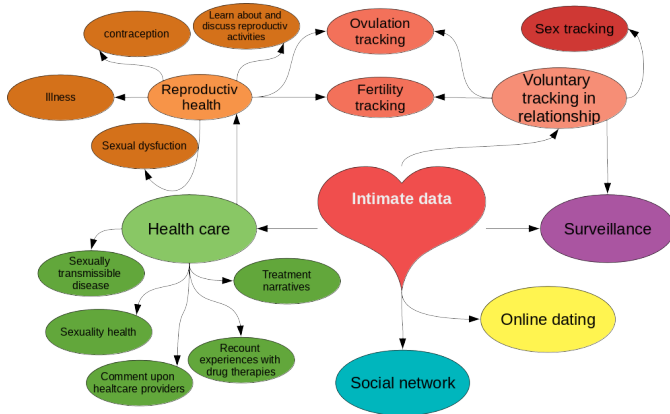 Learn about and
discuss reproductiv
activities
contraception
Ovulation
tracking
Sex tracking
Illness
Reproductiv
health
Fertility
tracking
Voluntary
tracking in
relationship
Sexual dysfuction
Intimate data
Health care
Surveillance
Sexually
transmissible
disease
Treatment
narratives
Sexuality health
Online dating
Recount
experiences with
drug therapies
Comment upon
healtcare providers
Social network